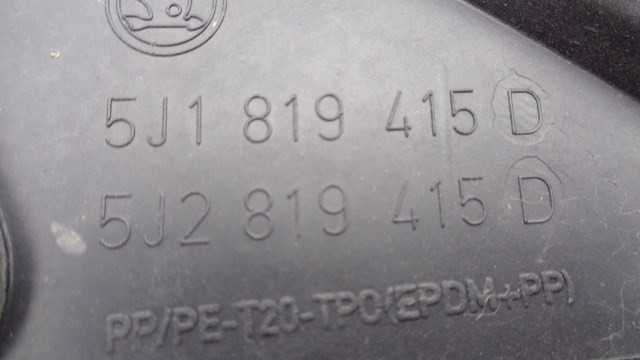 5J1 819 415 D
5J2 819 415 D
PP/PE-T20-TPO(EPDM+PP)